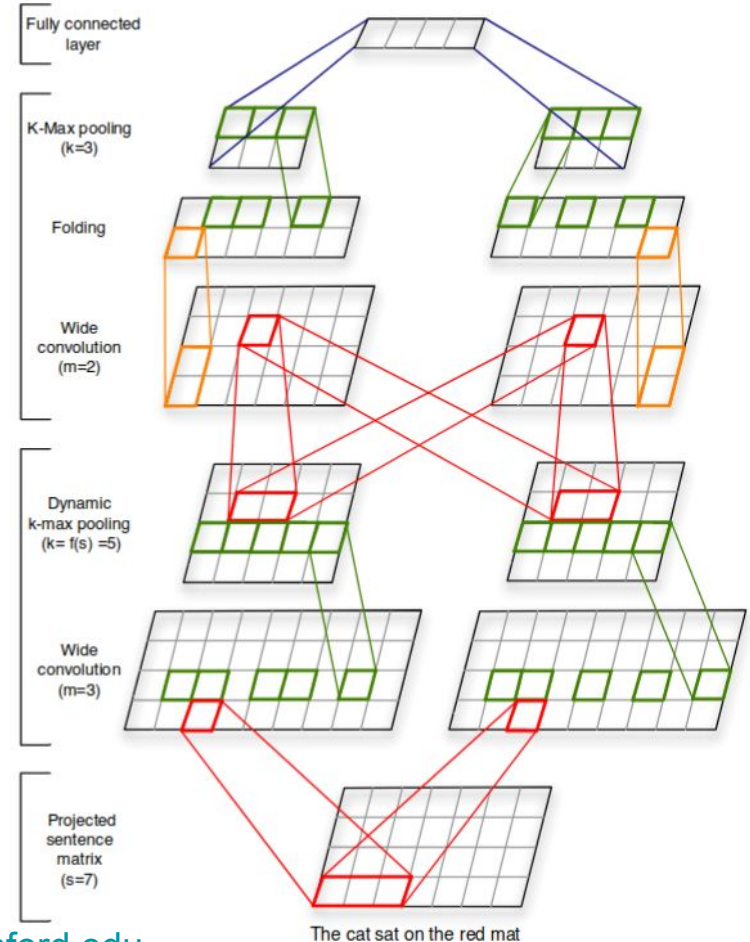 Fully connected
layer
K-Max pooling
(k=3)
Folding
Wide
convolution
(m=2)
Dynamic
k-max pooling
(k= f(s) =5)
Wide
convolution
(m=3)
Projected
sentence
matrix
(s=7)
The cat sat on the red mat